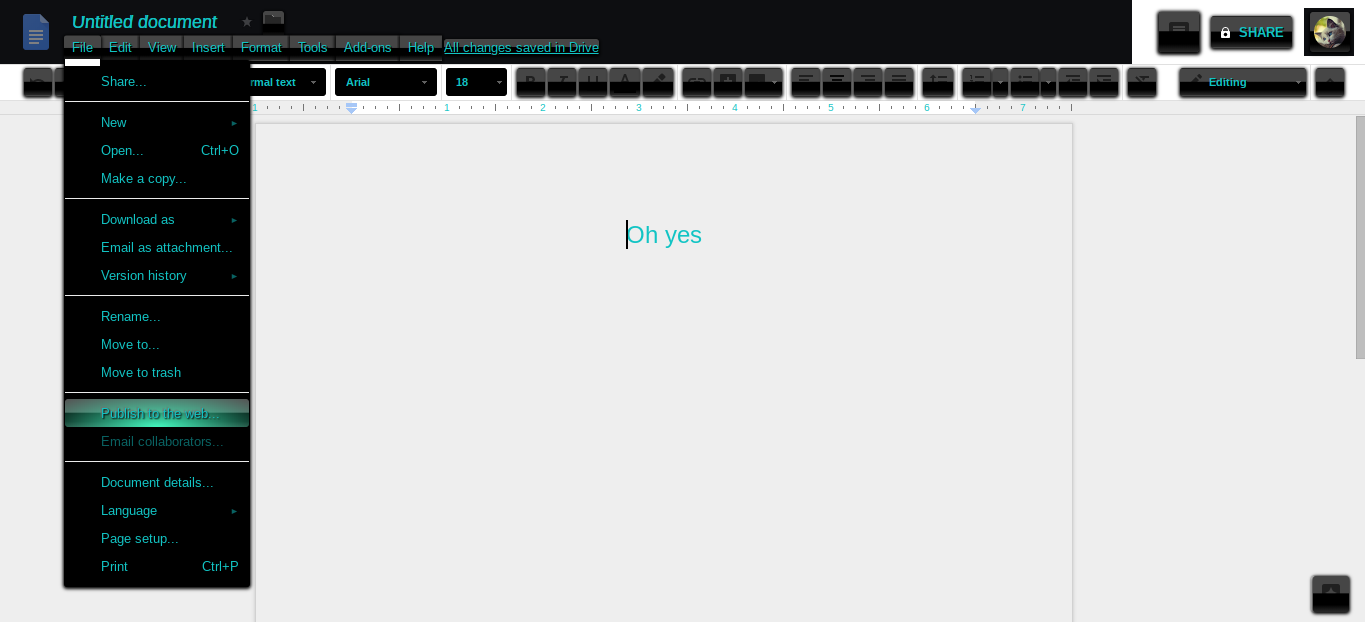 Untitled document
File Edit View Insert Format Tools Add-ons Help All changes saved in Drive
SHARE
rmal text Arial 18 Editing
1 1 2 3 4 5 6 7
Share...
New
Open... Ctrl+O
Make a copy...
Download as
Email as attachment...
Version history
Rename...
Move to...
Move to trash
Publish to the web...
Email collaborators...
Document details...
Language
Page setup...
Print Ctrl+P
Oh yes